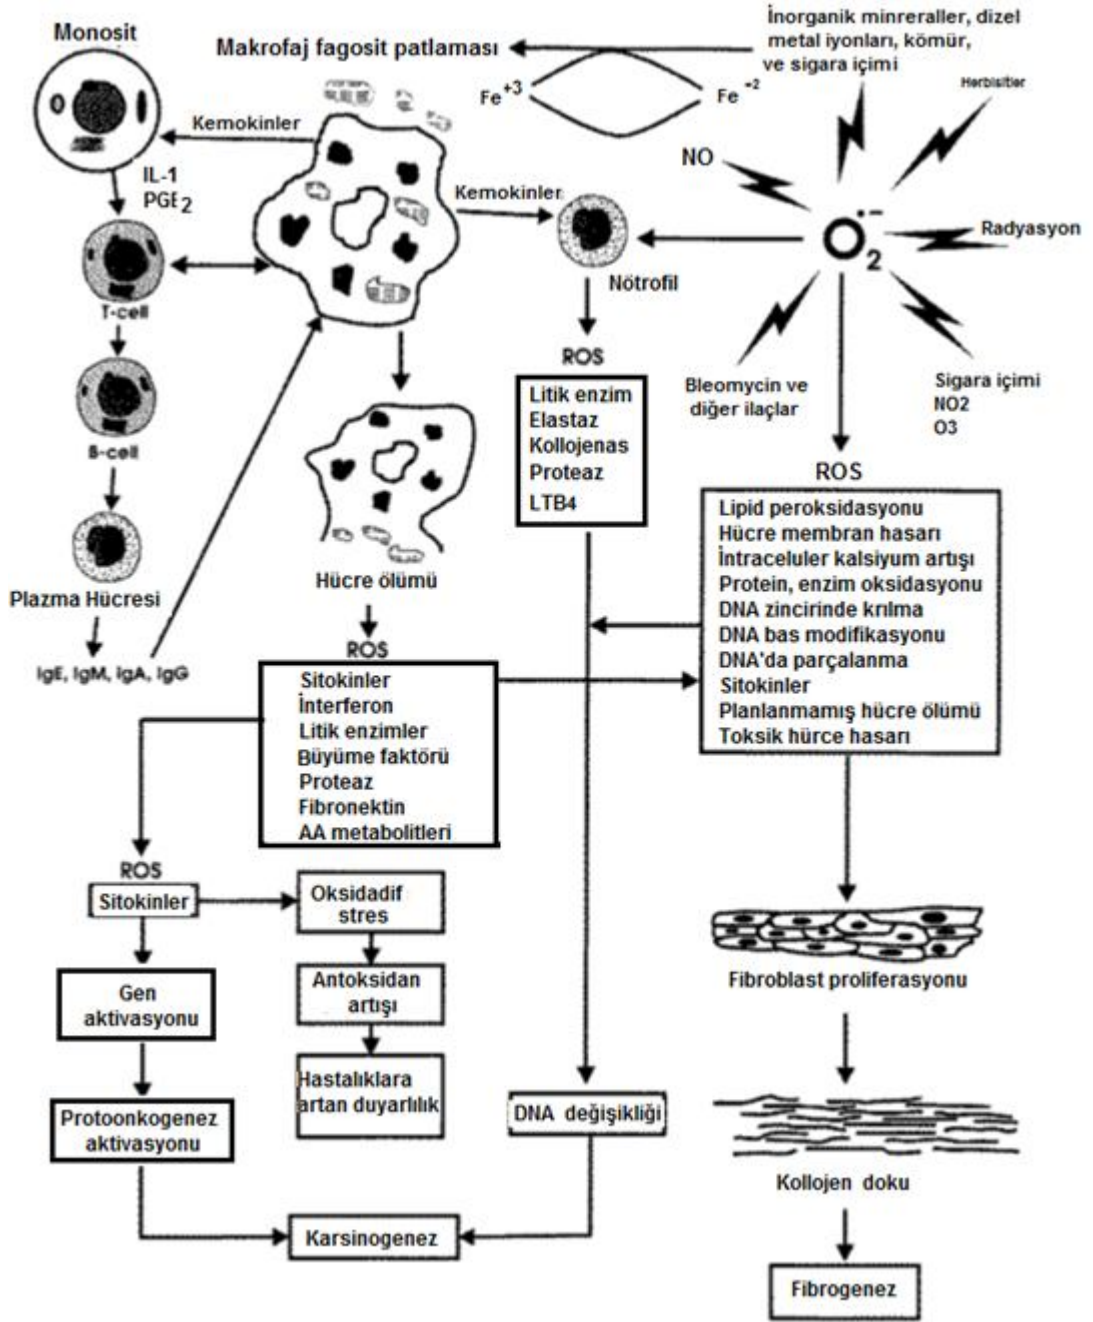 Monosit
Makrofaj fagosit patlaması
İnorganik minreraller, dizel
metal iyonları, kömür,
ve sigara içimi
Herbisitler
Fe+3
Fe-2
Kemokinler
NO
IL-1
PGE2
Kemokinler
O2•-
Radyasyon
Nötrofil
T-cell
ROS
Bleomycin ve
diğer ilaçlar
Sigara içimi
NO2
O3
Litik enzim
Elastaz
Kollojenas
Proteaz
LTB4
B-cell
ROS
Lipid peroksidasyonu
Hücre membran hasarı
İntraceluler kalsiyum artışı
Protein, enzim oksidasyonu
DNA zincirinde krılma
DNA bas modifikasyonu
DNA'da parçalanma
Sitokinler
Planlanmamış hücre ölümü
Toksik hürce hasarı
Plazma Hücresi
Hücre ölümü
IgE, IgM, IgA, IgG
ROS
Sitokinler
İnterferon
Litik enzimler
Büyüme faktörü
Proteaz
Fibronektin
AA metabolitleri
ROS
Sitokinler
Oksidadif
stres
Gen
aktivasyonu
Antoksidan
artışı
Fibroblast proliferasyonu
Hastalıklara
artan duyarlılık
Protoonkogenez
aktivasyonu
DNA değişikliği
Kollojen doku
Karsinogenez
Fibrogenez